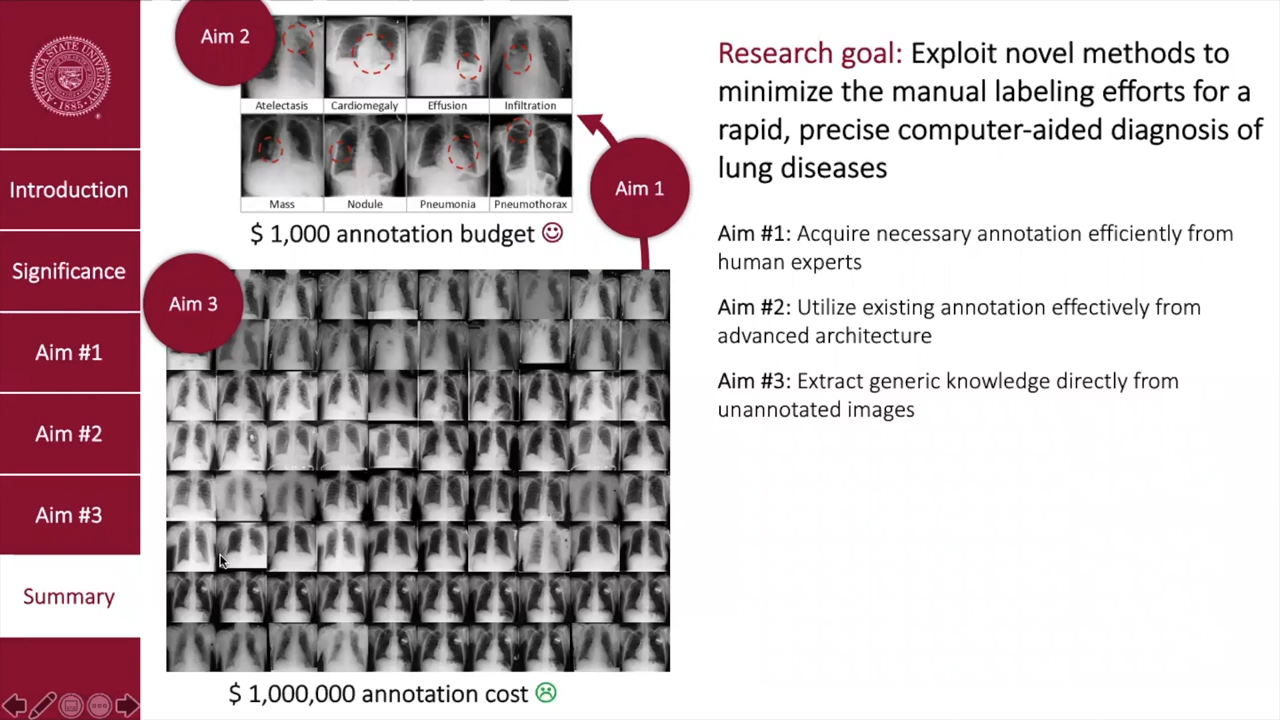 ARIZONA STATE UNIVERSITY
1885
Introduction
Significance
Aim #1
Aim #2
Aim #3
Summary
Aim 2
Atelectasis Cardiomegaly Effusion Infiltration
Mass Nodule Pneumonia Pneumothorax
Aim 1
$ 1,000 annotation budget
Aim 3
$ 1,000,000 annotation cost
Research goal: Exploit novel methods to
minimize the manual labeling efforts for a
rapid, precise computer-aided diagnosis of
lung diseases
Aim #1: Acquire necessary annotation efficiently from
human experts
Aim #2: Utilize existing annotation effectively from
advanced architecture
Aim #3: Extract generic knowledge directly from
unannotated images